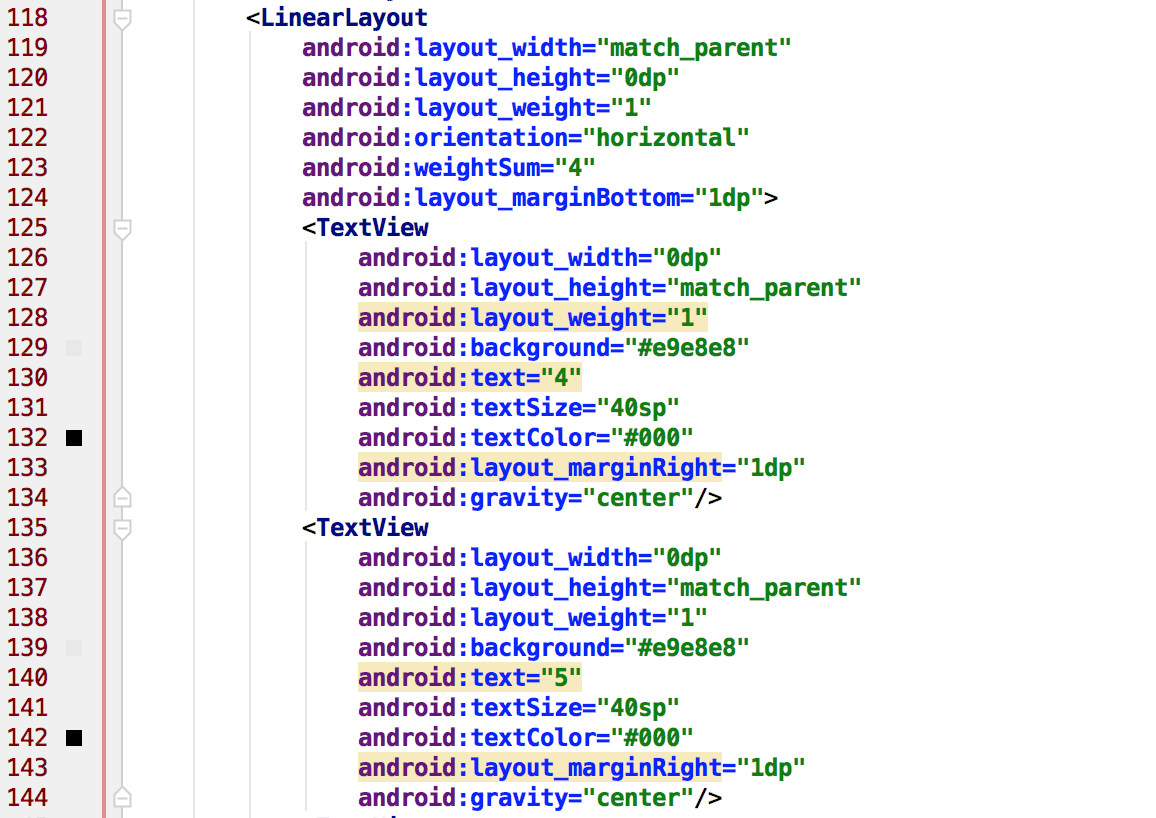 118 <LinearLayout
119 android:layout_width="match_parent"
120 android:layout_height="0dp"
121 android:layout_weight="1"
122 android:orientation="horizontal"
123 android:weightSum="4"
124 android:layout_marginBottom="1dp">
125 <TextView
126 android:layout_width="0dp"
127 android:layout_height="match_parent"
128 android:layout_weight="1"
129 android:background="#e9e8e8"
130 android:text="4"
131 android:textSize="40sp"
132 android:textColor="#000"
133 android:layout_marginRight="1dp"
134 android:gravity="center"/>
135 <TextView
136 android:layout_width="0dp"
137 android:layout_height="match_parent"
138 android:layout_weight="1"
139 android:background="#e9e8e8"
140 android:text="5"
141 android:textSize="40sp"
142 android:textColor="#000"
143 android:layout_marginRight="1dp"
144 android:gravity="center"/>